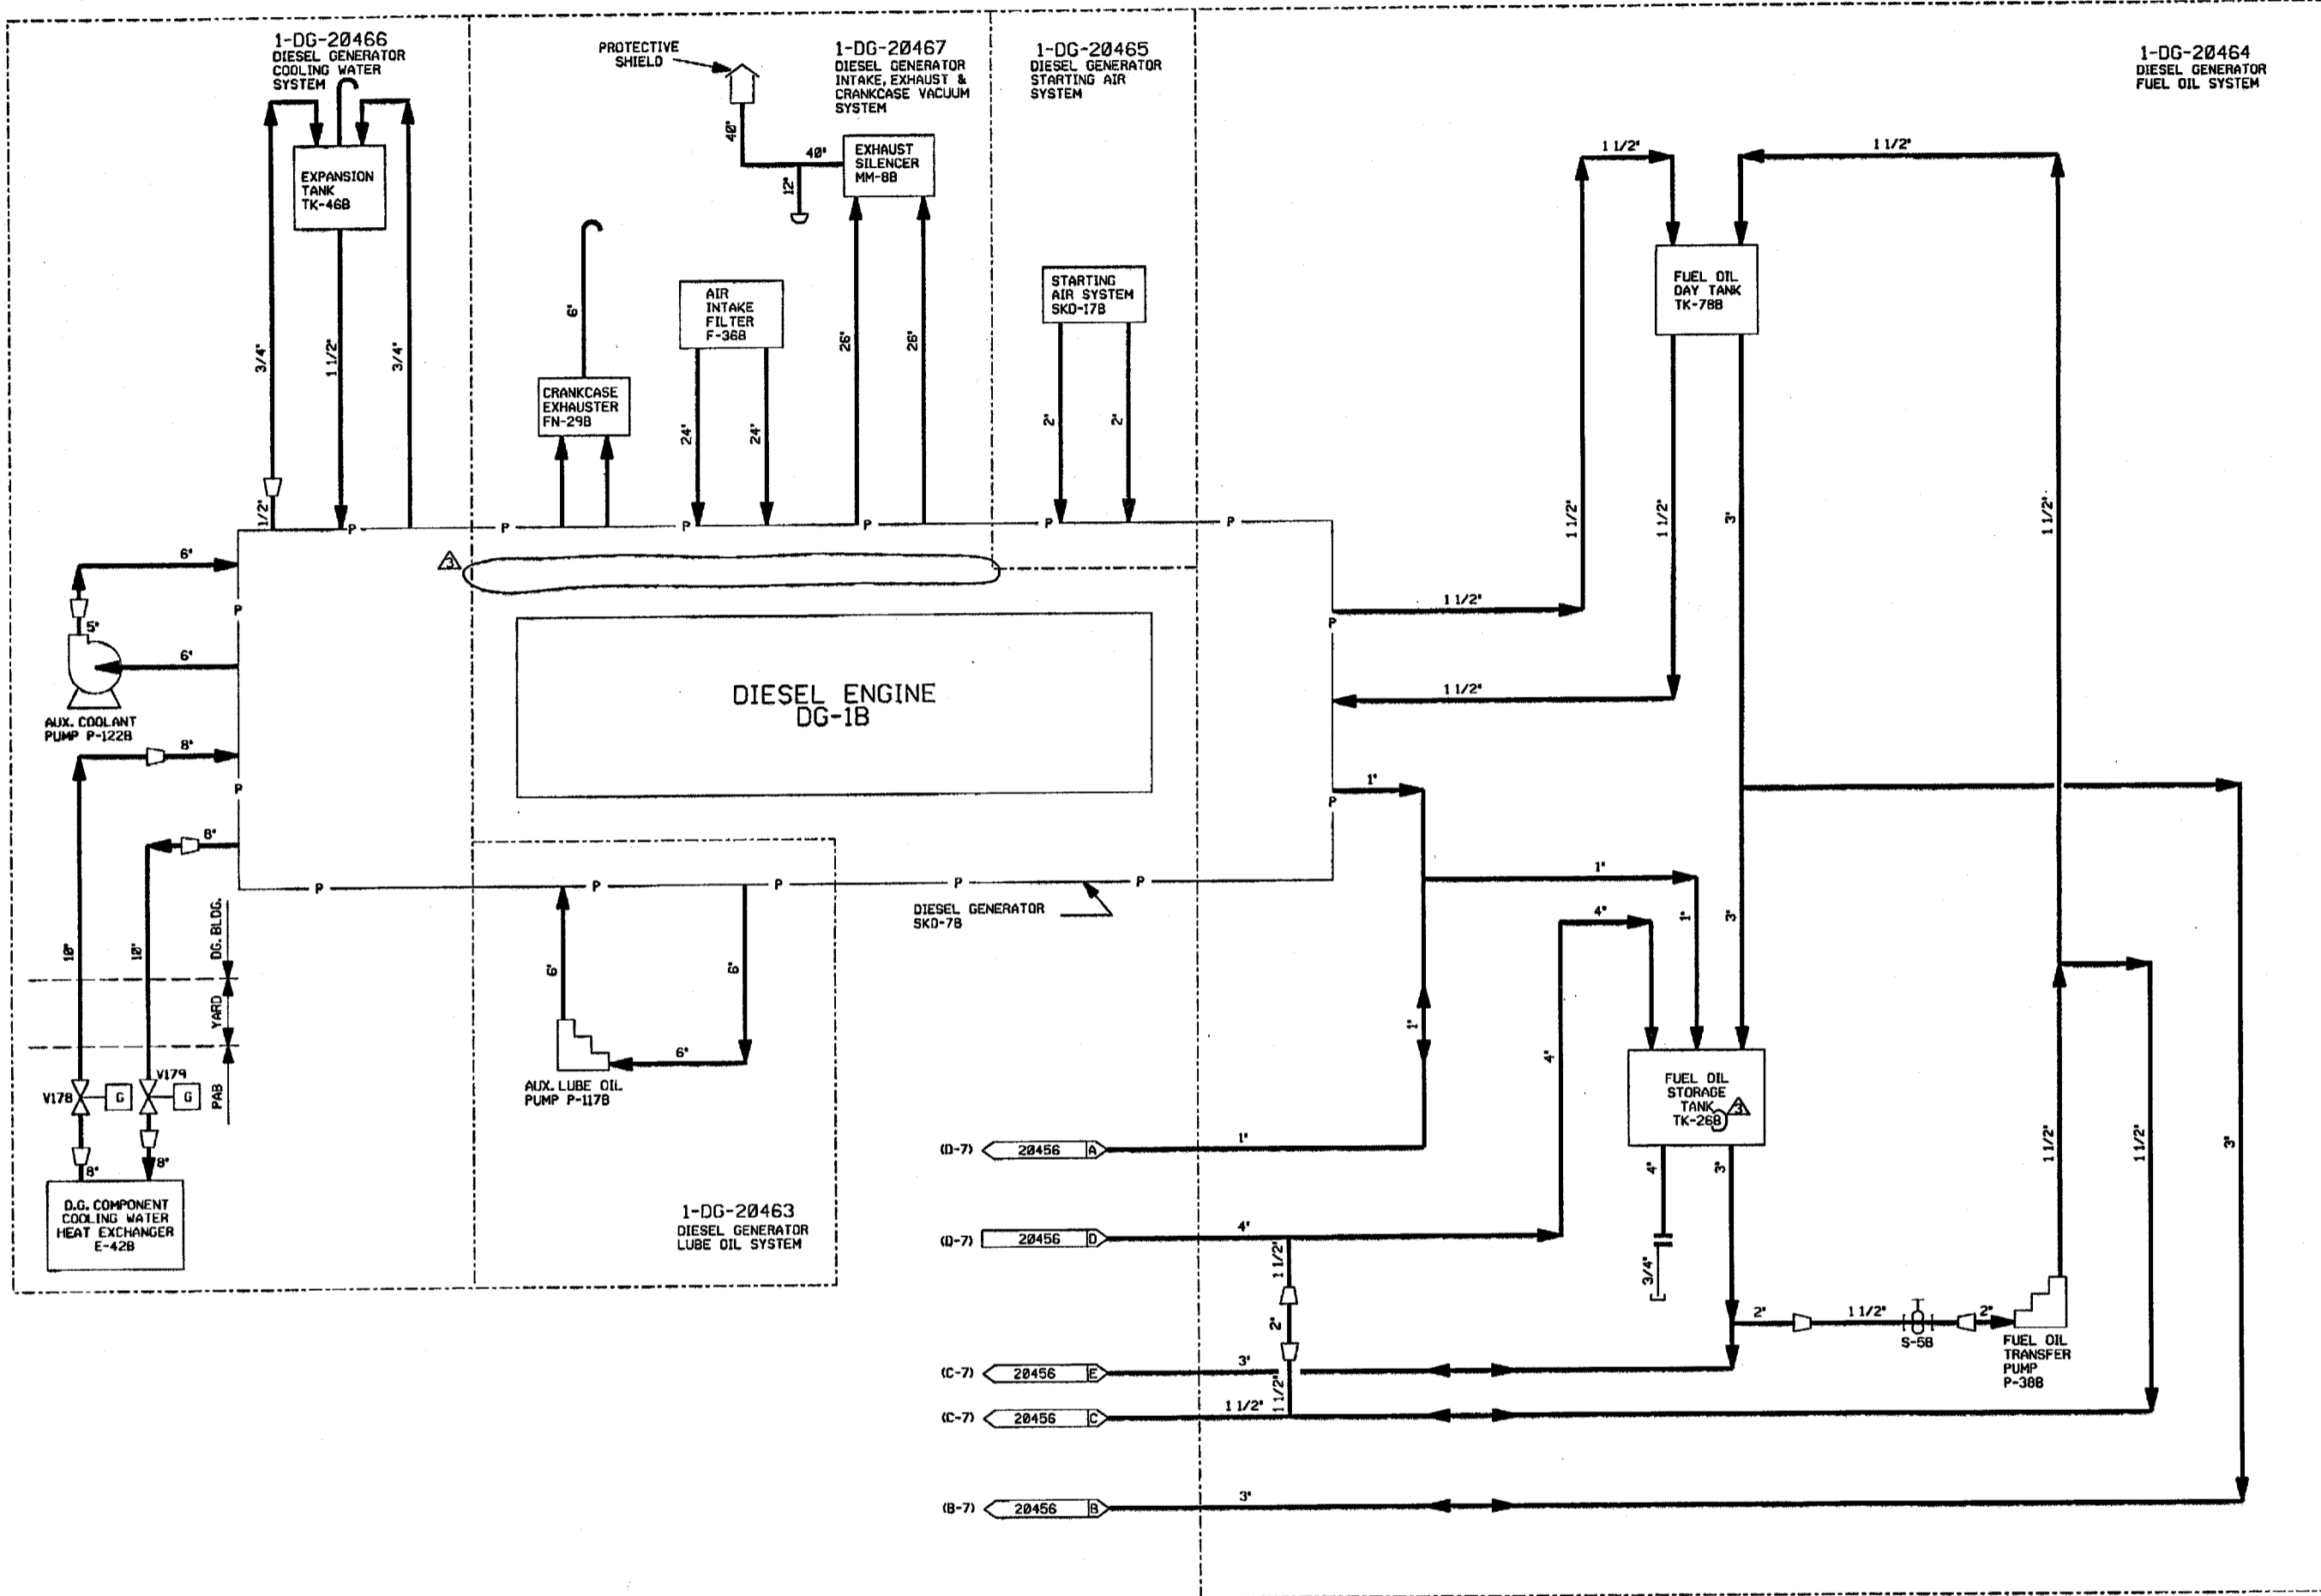 1-DG-20466
DIESEL GENERATOR
COOLING WATER
SYSTEM
EXPANSION
TANK
TK-46B
3/4"
1 1/2"
3/4"
1/2"
PROTECTIVE
SHIELD
1-DG-20467
DIESEL GENERATOR
INTAKE, EXHAUST &
CRANKCASE VACUUM
SYSTEM
40"
40"
12"
EXHAUST
SILENCER
MM-8B
6"
CRANKCASE
EXHAUSTER
FN-29B
AIR
INTAKE
FILTER
F-36B
24"
24"
26"
26"
1-DG-20465
DIESEL GENERATOR
STARTING AIR
SYSTEM
STARTING
AIR SYSTEM
SKD-17B
2"
2"
1-DG-20464
DIESEL GENERATOR
FUEL OIL SYSTEM
1 1/2"
1 1/2"
FUEL OIL
DAY TANK
TK-78B
1 1/2"
1 1/2"
3"
1 1/2"
P
P
P
P
P
P
3
6"
P
5"
6"
AUX. COOLANT
PUMP P-122B
8"
P
8"
DIESEL ENGINE
DG-1B
1 1/2"
P
1 1/2"
1"
P
P
P
P
P
P
DIESEL GENERATOR
SKD-7B
1"
1"
3"
4"
10"
10"
DG. BLDG.
YARD
PAB
V178
G
V179
G
8"
8"
D.G. COMPONENT
COOLING WATER
HEAT EXCHANGER
E-42B
6"
6"
6"
AUX. LUBE OIL
PUMP P-117B
1-DG-20463
DIESEL GENERATOR
LUBE OIL SYSTEM
1"
4"
FUEL OIL
STORAGE
TANK
TK-26B
3
4"
3"
3/4"
(D-7) 20456 A
1"
(D-7) 20456 D
4"
1 1/2"
2"
1 1/2"
(C-7) 20456 E
3"
(C-7) 20456 C
1 1/2"
(B-7) 20456 B
3"
2"
1 1/2"
S-5B
2"
FUEL OIL
TRANSFER
PUMP
P-38B
1 1/2"
1 1/2"
3"